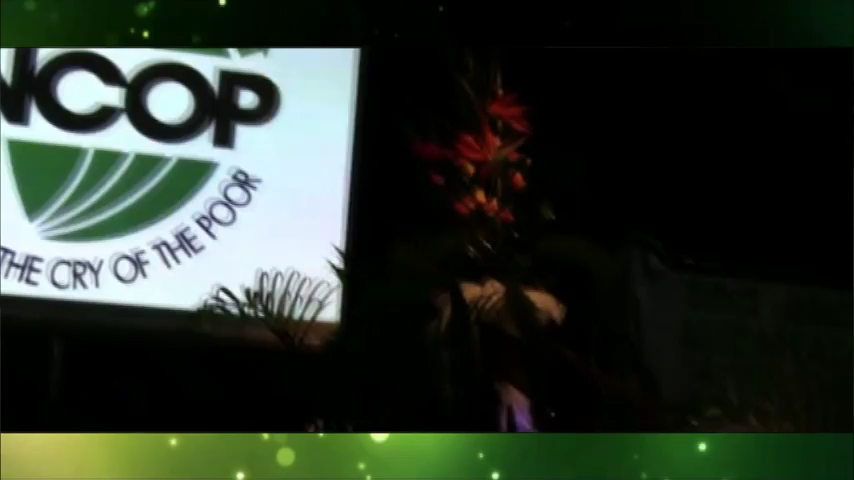 NCOP
THE CRY OF THE POOR